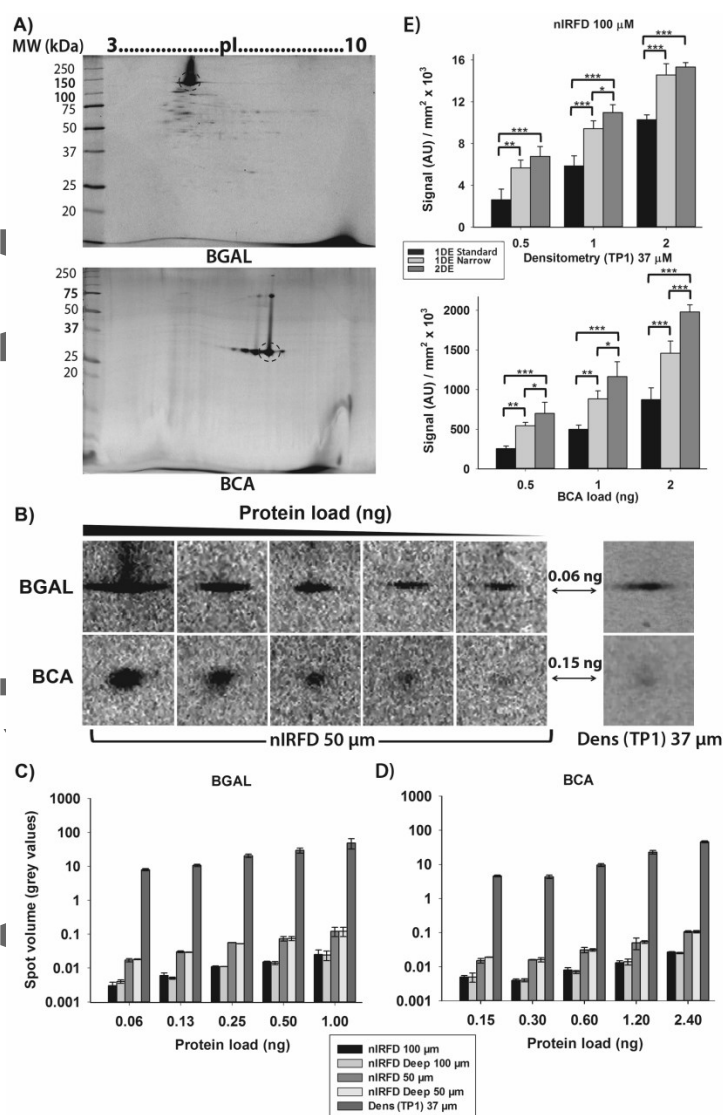 A)
MW (kDa)
3......................pI......................10
250
150
100
75
50
37
25
20
BGAL
250
75
50
37
25
20
BCA
E)
nIRFD 100 µM
***
***
***
***
***
*
**
***
Signal (AU) / mm² x 10³
16
12
8
4
0
0.5
1
2
1DE Standard
1DE Narrow
2DE
Densitometry (TP1) 37 µM
***
***
***
***
*
**
***
*
**
Signal (AU) / mm² x 10³
2000
1500
1000
500
0
0.5
1
2
BCA load (ng)
B)
Protein load (ng)
BGAL
0.06 ng
BCA
0.15 ng
nIRFD 50 µm
Dens (TP1) 37 µm
C)
BGAL
Spot volume (grey values)
1000
100
10
1
0.1
0.01
0.001
0.06
0.13
0.25
0.50
1.00
Protein load (ng)
D)
BCA
1000
100
10
1
0.1
0.01
0.001
0.15
0.30
0.60
1.20
2.40
Protein load (ng)
nIRFD 100 µm
nIRFD Deep 100 µm
nIRFD 50 µm
nIRFD Deep 50 µm
Dens (TP1) 37 µm